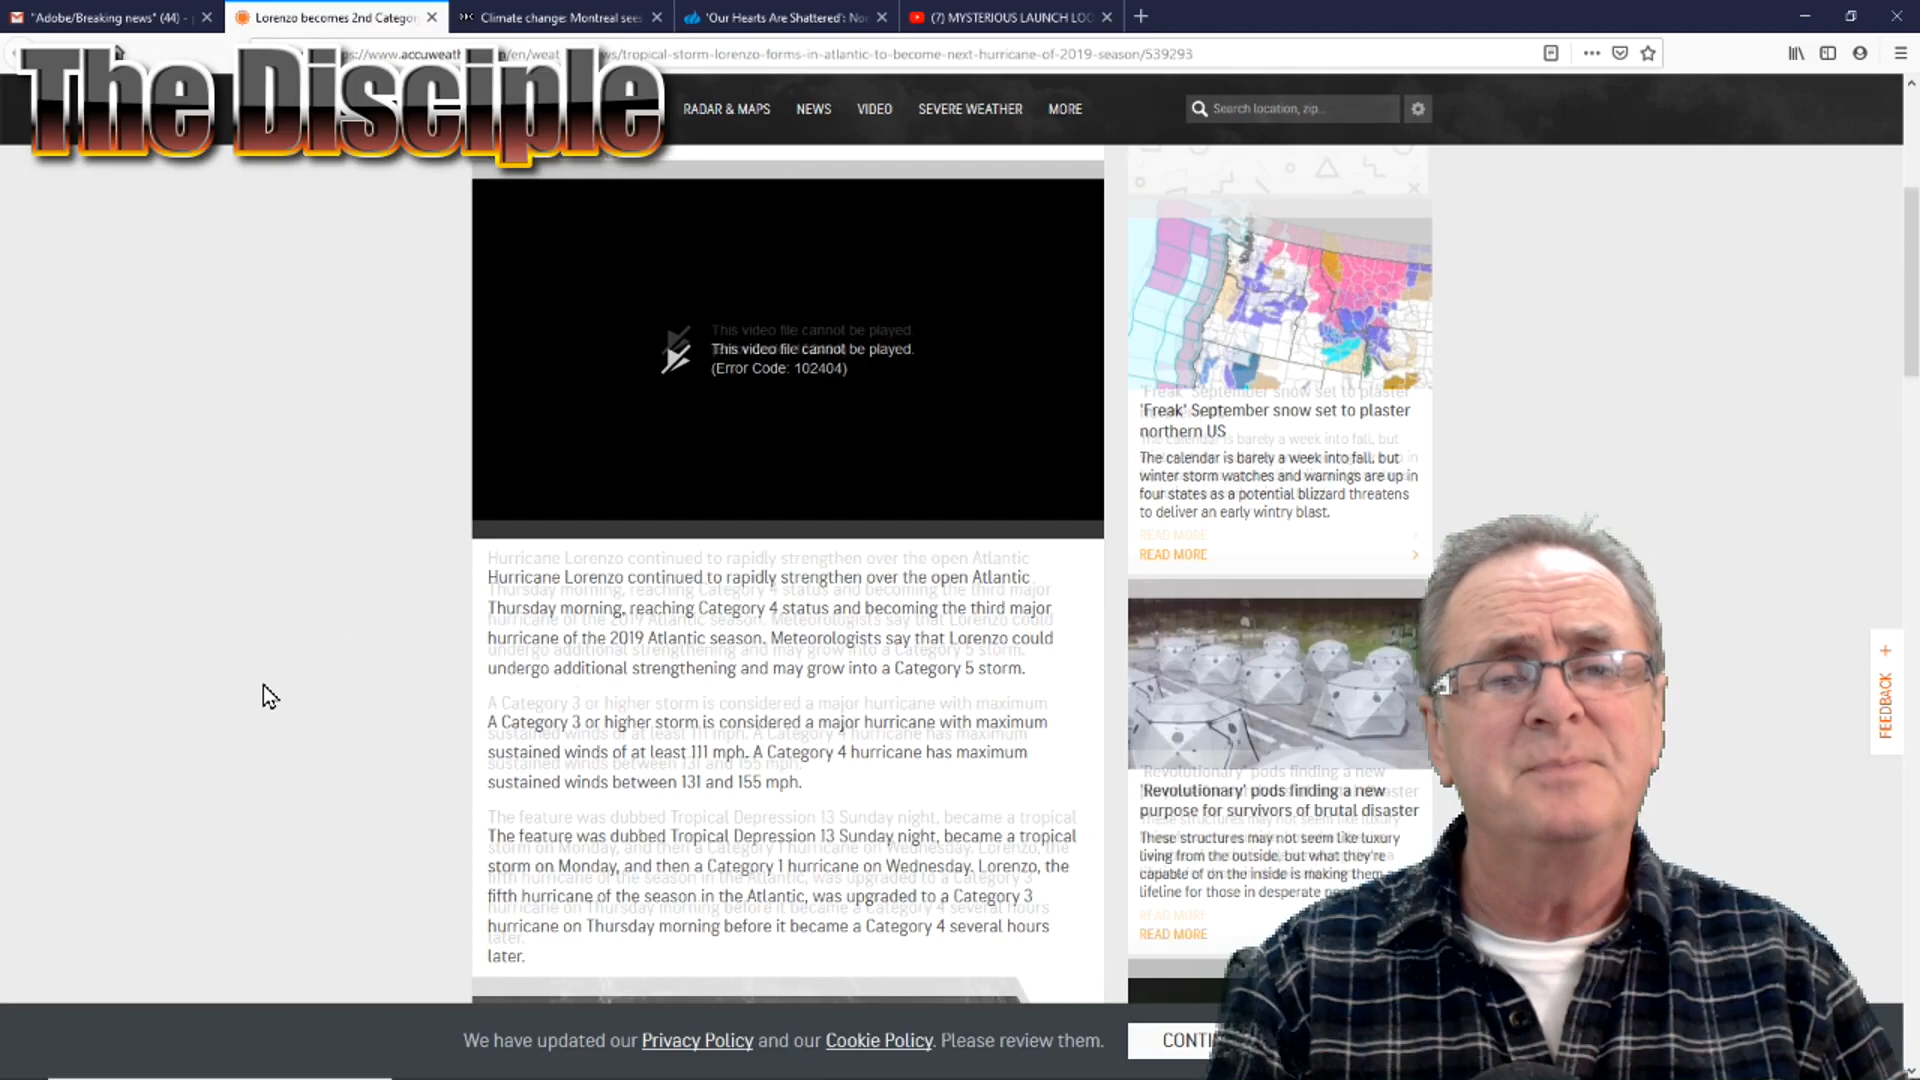 "Adobe/Breaking news" (44) -
Lorenzo becomes 2nd Categor
Climate change: Montreal sees
'Our Hearts Are Shattered': Nor
(7) MYSTERIOUS LAUNCH LOO
/en/weat
/tropical-storm-lorenzo-forms-in-atlantic-to-become-next-hurricane-of-2019-season/539293
The Disciple
RADAR & MAPS
NEWS
VIDEO
SEVERE WEATHER
MORE
Search location, zip...
This video file cannot be played.
(Error Code: 102404)
Hurricane Lorenzo continued to rapidly strengthen over the open Atlantic
Thursday morning, reaching Category 4 status and becoming the third major
hurricane of the 2019 Atlantic season. Meteorologists say that Lorenzo could
undergo additional strengthening and may grow into a Category 5 storm.
A Category 3 or higher storm is considered a major hurricane with maximum
sustained winds of at least 111 mph. A Category 4 hurricane has maximum
sustained winds between 131 and 155 mph.
The feature was dubbed Tropical Depression 13 Sunday night, became a tropical
storm on Monday, and then a Category 1 hurricane on Wednesday. Lorenzo, the
fifth hurricane of the season in the Atlantic, was upgraded to a Category 3
hurricane on Thursday morning before it became a Category 4 several hours
later.
'Freak' September snow set to plaster
northern US
The calendar is barely a week into fall, but
winter storm watches and warnings are up in
four states as a potential blizzard threatens
to deliver an early wintry blast.
READ MORE
'Revolutionary' pods finding a new
purpose for survivors of brutal disaster
These structures may not seem like luxury
living from the outside, but what they're
capable of on the inside is making them a
lifeline for those in desperate
READ MORE
FEEDBACK
We have updated our Privacy Policy and our Cookie Policy. Please review them.
CONTI